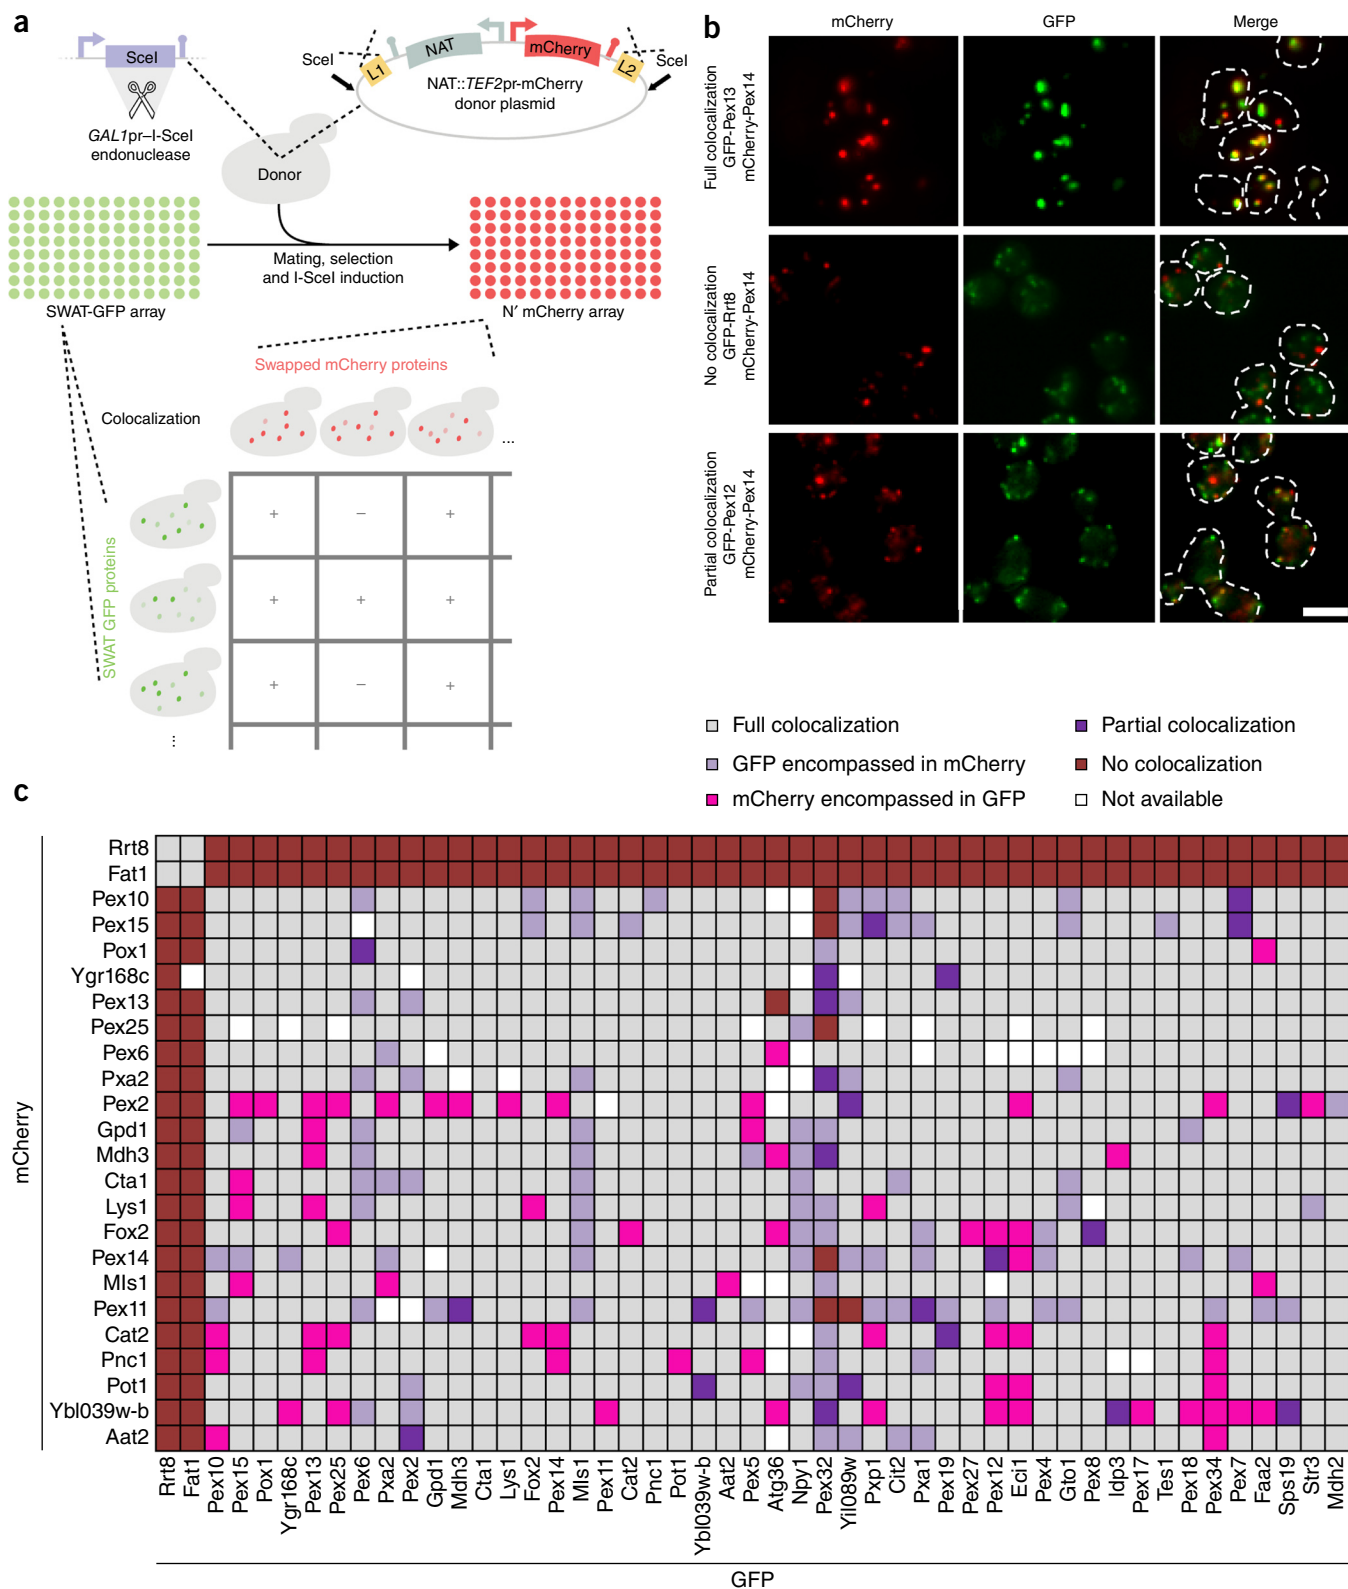 a
SceI
GAL1pr–I-SceI
endonuclease
SceI
L1
NAT
mCherry
L2
SceI
NAT::TEF2pr-mCherry
donor plasmid
Donor
Mating, selection
and I-SceI induction
SWAT-GFP array
N′ mCherry array
Swapped mCherry proteins
Colocalization
...
SWAT GFP proteins
+ − +
+ + +
+ − +
...
b
mCherry GFP Merge
Full colocalization
GFP-Pex13
mCherry-Pex14
No colocalization
GFP-Rrt8
mCherry-Pex14
Partial colocalization
GFP-Pex12
mCherry-Pex14
Full colocalization
Partial colocalization
GFP encompassed in mCherry
No colocalization
mCherry encompassed in GFP
Not available
c
mCherry
Rrt8
Fat1
Pex10
Pex15
Pox1
Ygr168c
Pex13
Pex25
Pex6
Pxa2
Pex2
Gpd1
Mdh3
Cta1
Lys1
Fox2
Pex14
Mls1
Pex11
Cat2
Pnc1
Pot1
Ybl039w-b
Aat2
Rrt8
Fat1
Pex10
Pex15
Pox1
Ygr168c
Pex13
Pex25
Pex6
Pxa2
Pex2
Gpd1
Mdh3
Cta1
Lys1
Fox2
Pex14
Mls1
Pex11
Cat2
Pnc1
Pot1
Ybl039w-b
Aat2
Pex5
Atg36
Npy1
Pex32
Yil089w
Pxp1
Cit2
Pxa1
Pex19
Pex27
Pex12
Eci1
Pex4
Gto1
Pex8
Idp3
Pex17
Tes1
Pex18
Pex34
Pex7
Faa2
Sps19
Str3
Mdh2
GFP